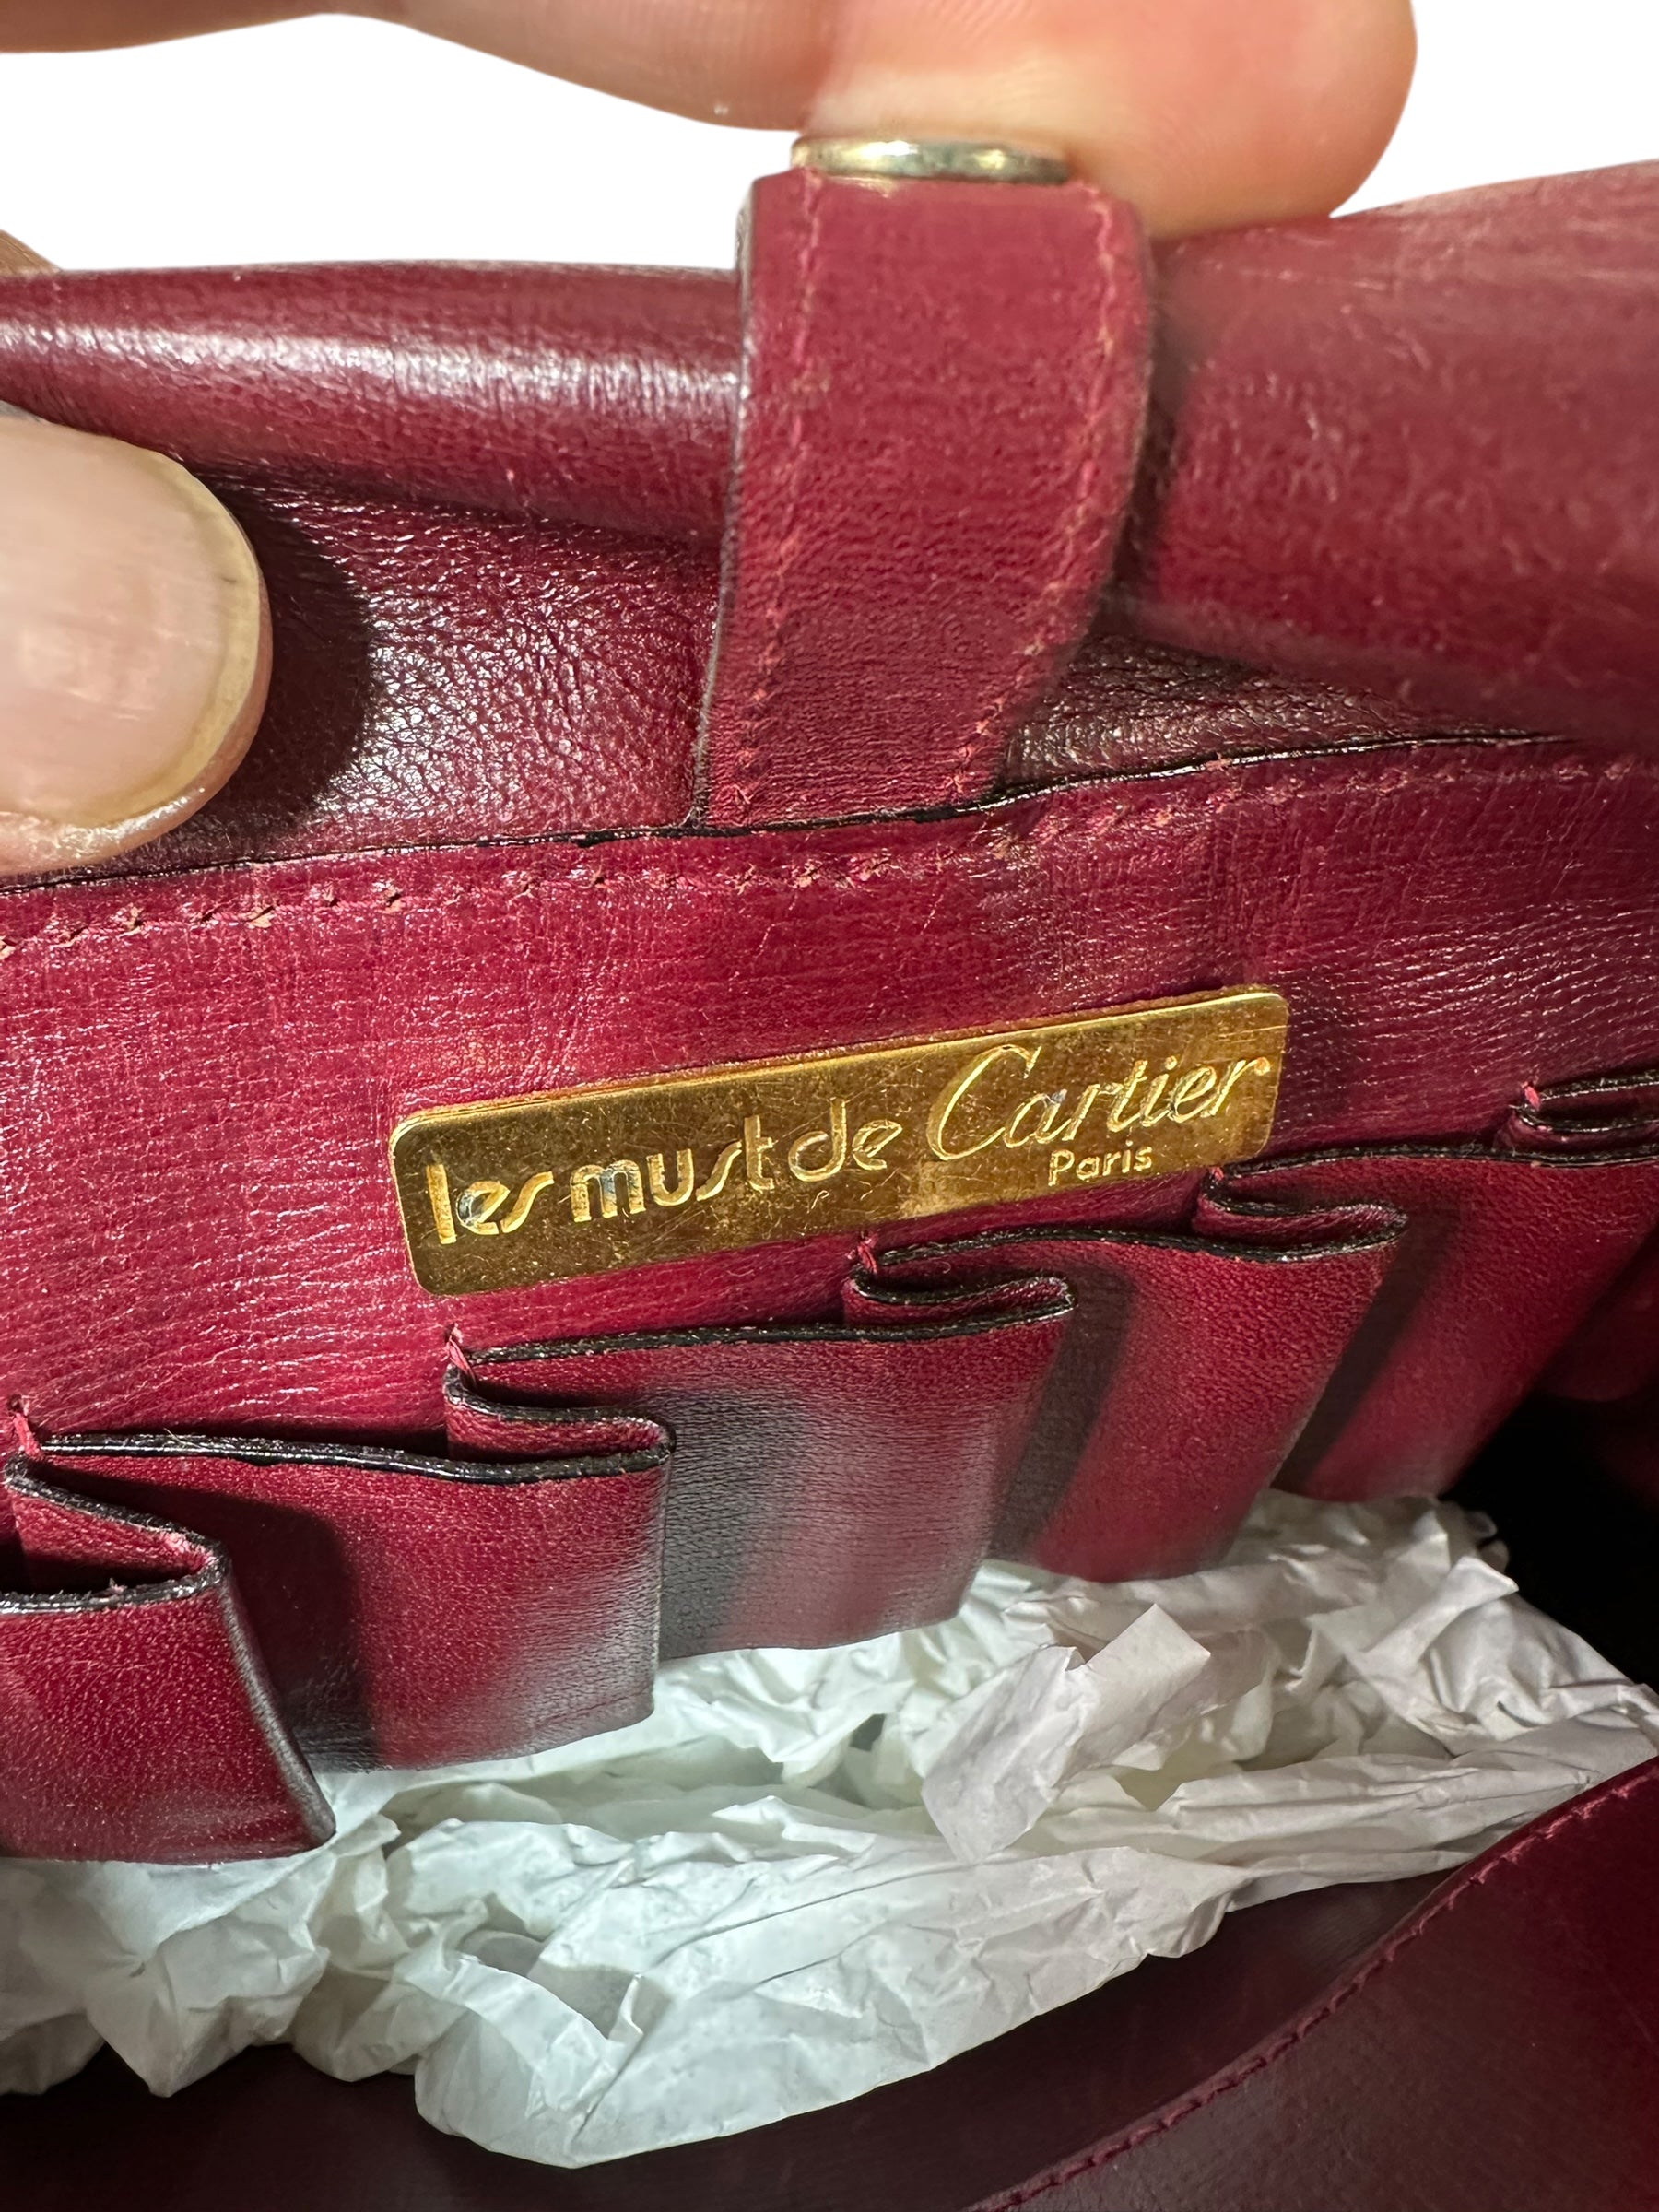 les must de Cartier
Paris